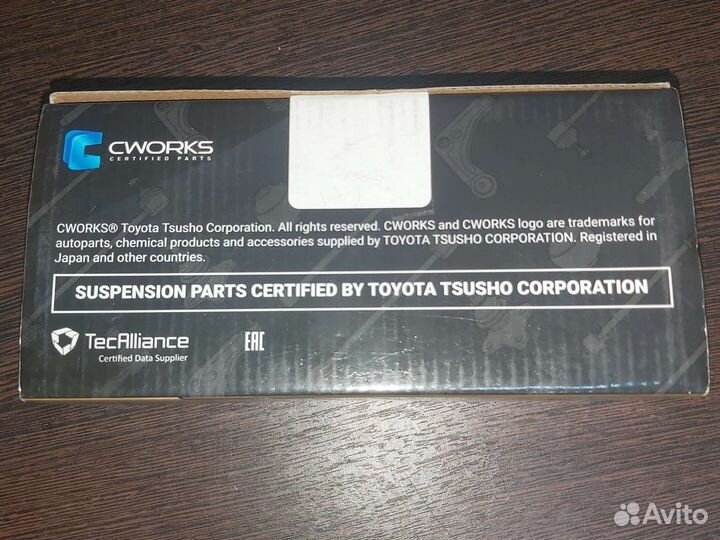 CWORKS
CERTIFIED PARTS
CWORKS® Toyota Tsusho Corporation. All rights reserved. CWORKS and CWORKS logo are trademarks for
autoparts, chemical products and accessories supplied by TOYOTA TSUSHO CORPORATION. Registered in
Japan and other countries.
SUSPENSION PARTS CERTIFIED BY TOYOTA TSUSHO CORPORATION
TecAlliance
Certified Data Supplier
EAC
Avito